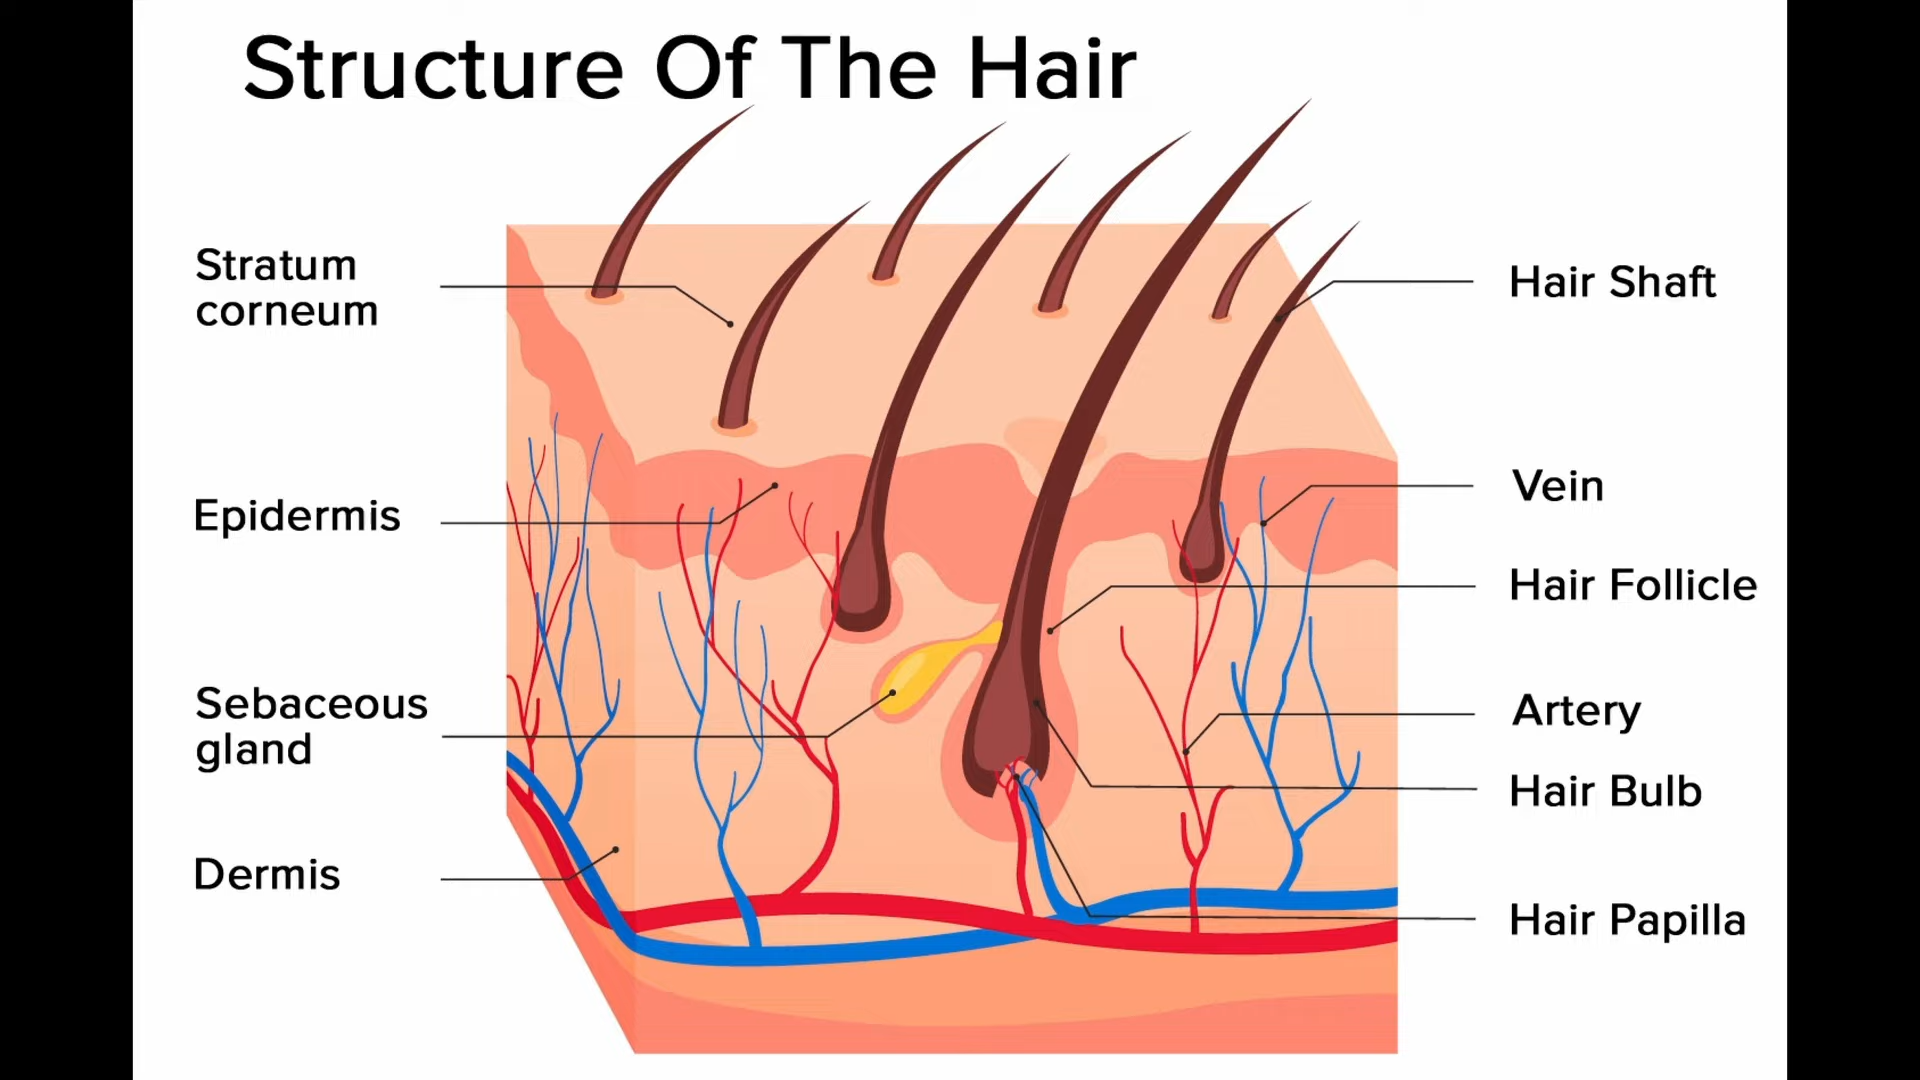 Structure Of The Hair
Stratum
corneum
Epidermis
Sebaceous
gland
Dermis
Hair Shaft
Vein
Hair Follicle
Artery
Hair Bulb
Hair Papilla